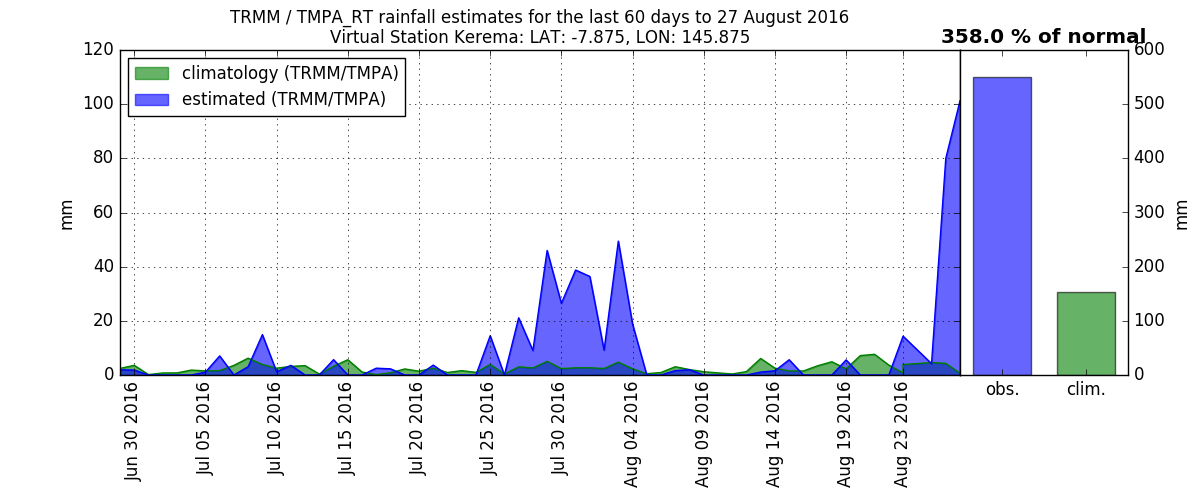 TRMM / TMPA_RT rainfall estimates for the last 60 days to 27 August 2016
Virtual Station Kerema: LAT: -7.875, LON: 145.875
358.0 % of normal
climatology (TRMM/TMPA)
estimated (TRMM/TMPA)
120
100
80
60
40
20
0
mm
600
500
400
300
200
100
0
mm
Jun 30 2016
Jul 05 2016
Jul 10 2016
Jul 15 2016
Jul 20 2016
Jul 25 2016
Jul 30 2016
Aug 04 2016
Aug 09 2016
Aug 14 2016
Aug 19 2016
Aug 23 2016
obs.
clim.